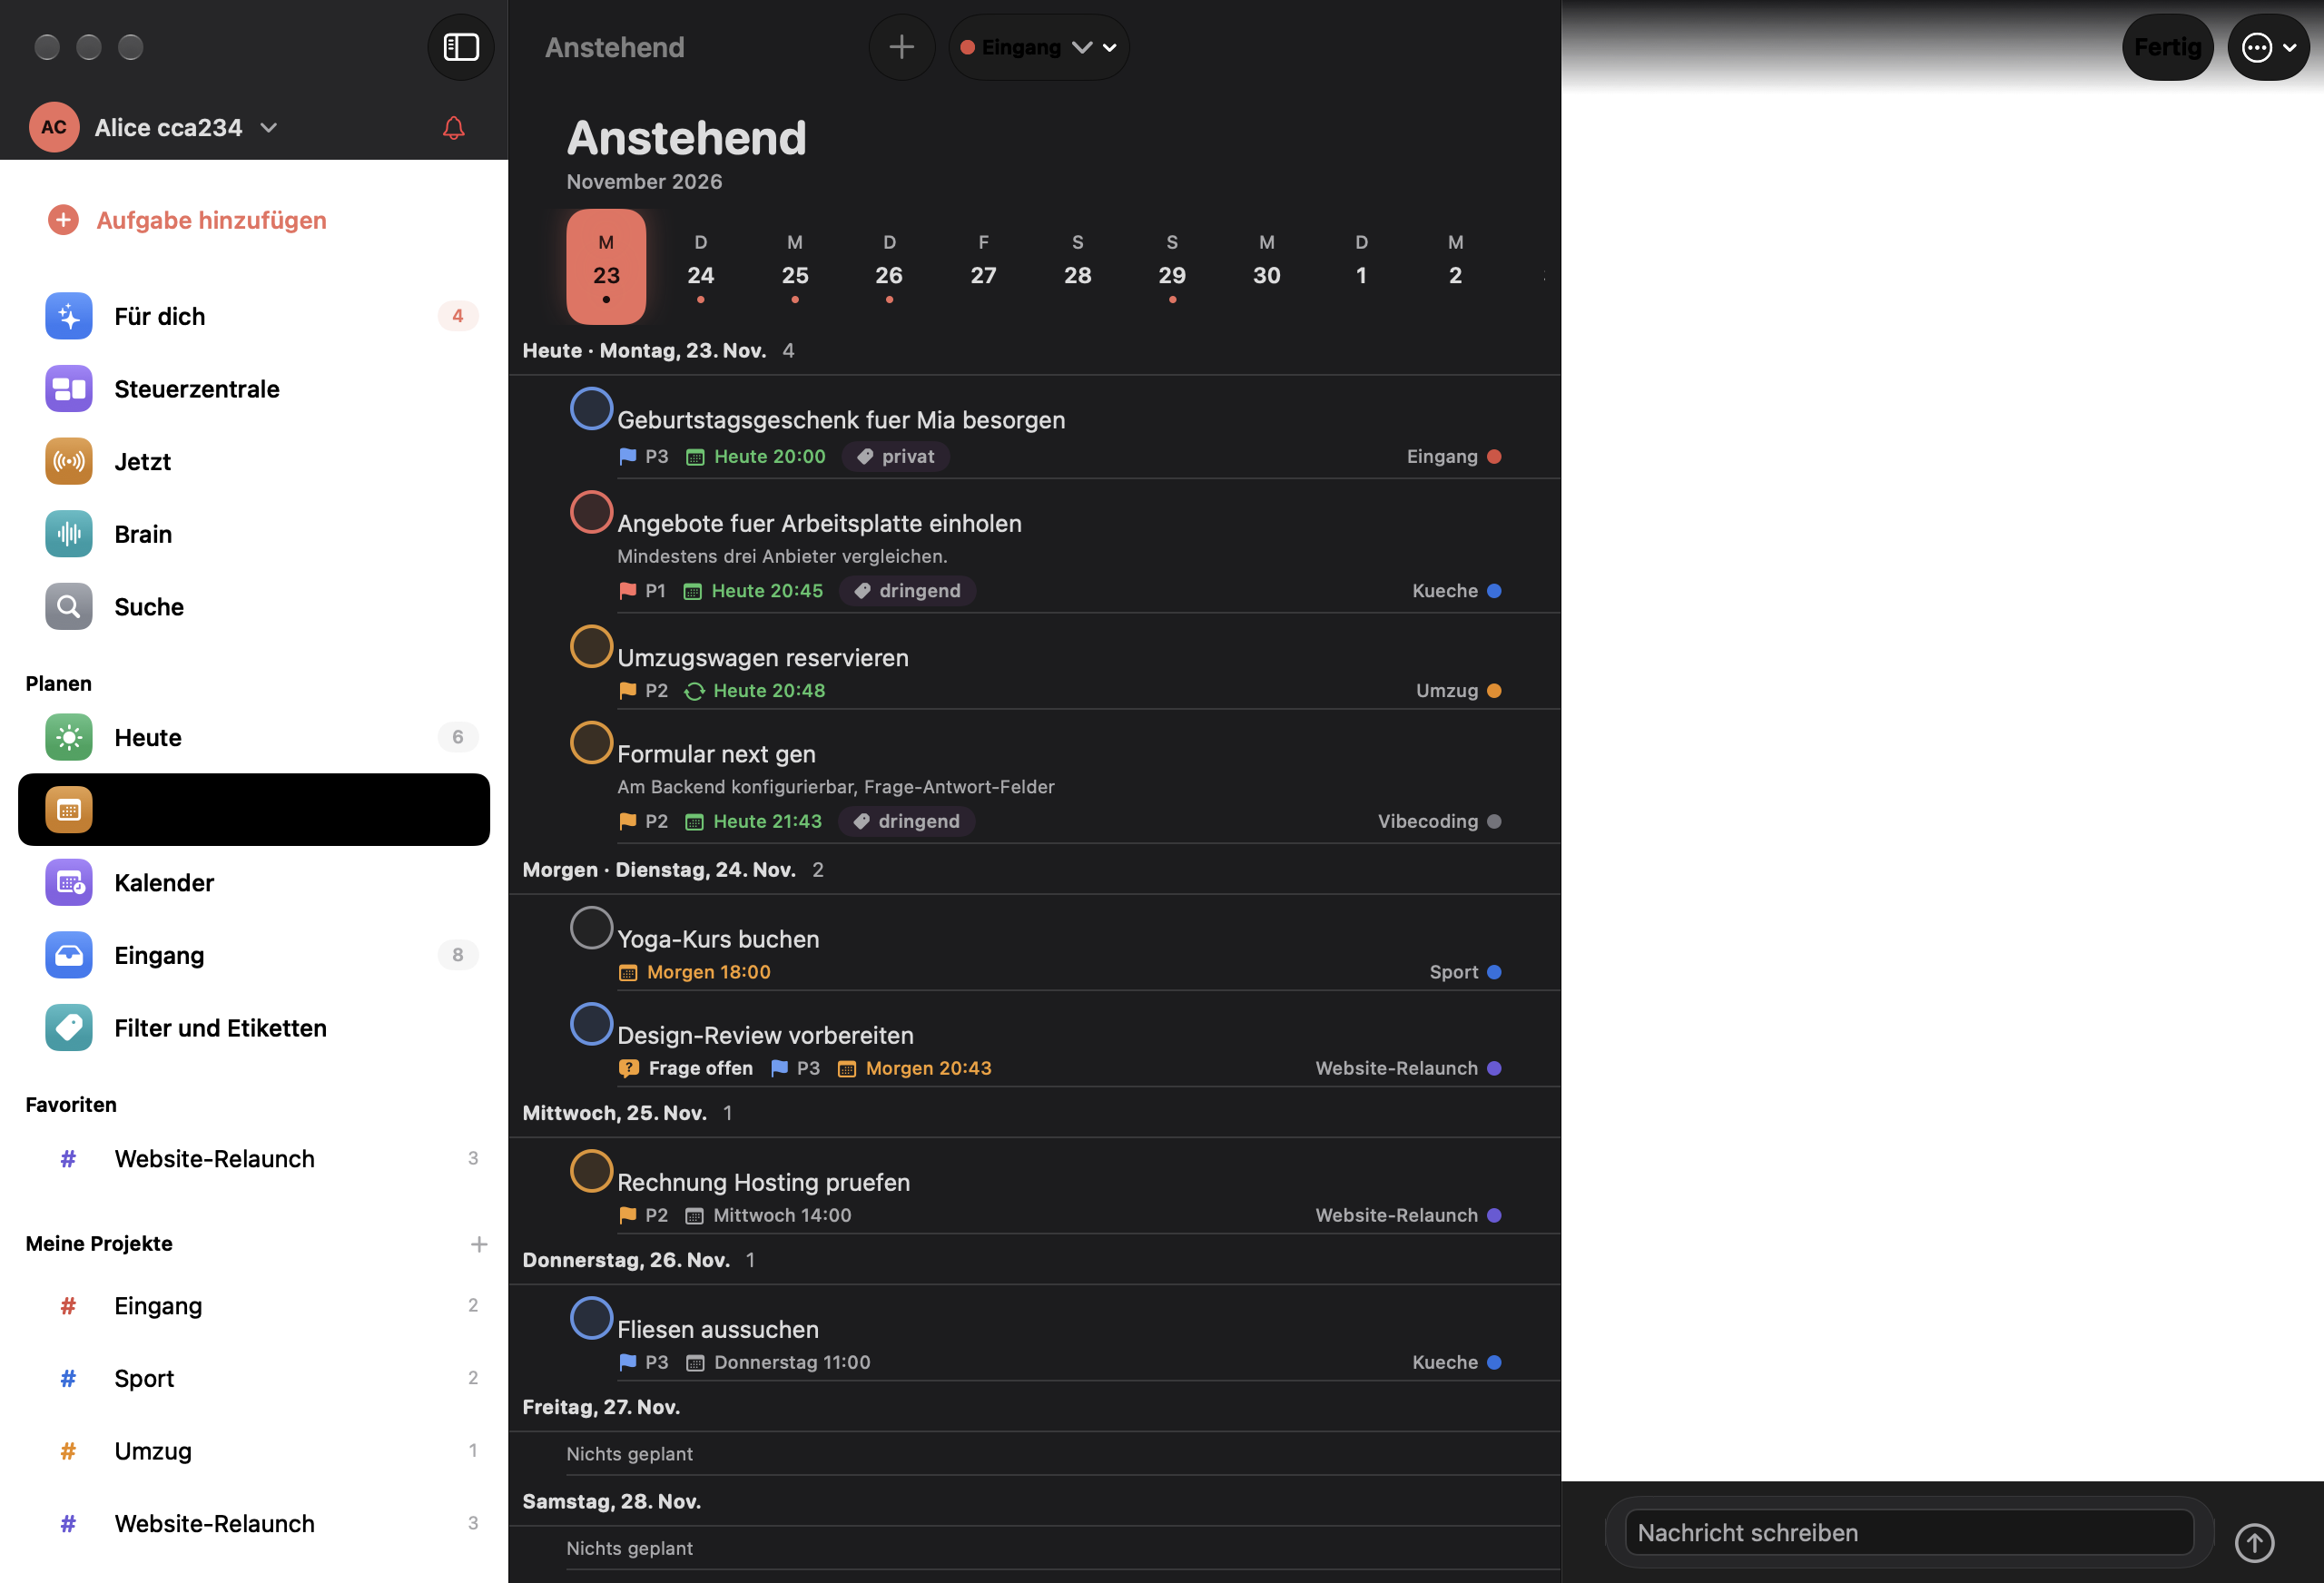 AC Alice cca234
Aufgabe hinzufügen
Für dich 4
Steuerzentrale
Jetzt
Brain
Suche
Planen
Heute 6
Kalender
Eingang 8
Filter und Etiketten
Favoriten
# Website-Relaunch 3
Meine Projekte
# Eingang 2
# Sport 2
# Umzug 1
# Website-Relaunch 3
Anstehend
Eingang
Anstehend
November 2026
M D M D F S S M D M
23 24 25 26 27 28 29 30 1 2
Heute · Montag, 23. Nov. 4
Geburtstagsgeschenk fuer Mia besorgen
P3 Heute 20:00 privat Eingang
Angebote fuer Arbeitsplatte einholen
Mindestens drei Anbieter vergleichen.
P1 Heute 20:45 dringend Kueche
Umzugswagen reservieren
P2 Heute 20:48 Umzug
Formular next gen
Am Backend konfigurierbar, Frage-Antwort-Felder
P2 Heute 21:43 dringend Vibecoding
Morgen · Dienstag, 24. Nov. 2
Yoga-Kurs buchen
Morgen 18:00 Sport
Design-Review vorbereiten
Frage offen P3 Morgen 20:43 Website-Relaunch
Mittwoch, 25. Nov. 1
Rechnung Hosting pruefen
P2 Mittwoch 14:00 Website-Relaunch
Donnerstag, 26. Nov. 1
Fliesen aussuchen
P3 Donnerstag 11:00 Kueche
Freitag, 27. Nov.
Nichts geplant
Samstag, 28. Nov.
Nichts geplant
Fertig
Nachricht schreiben